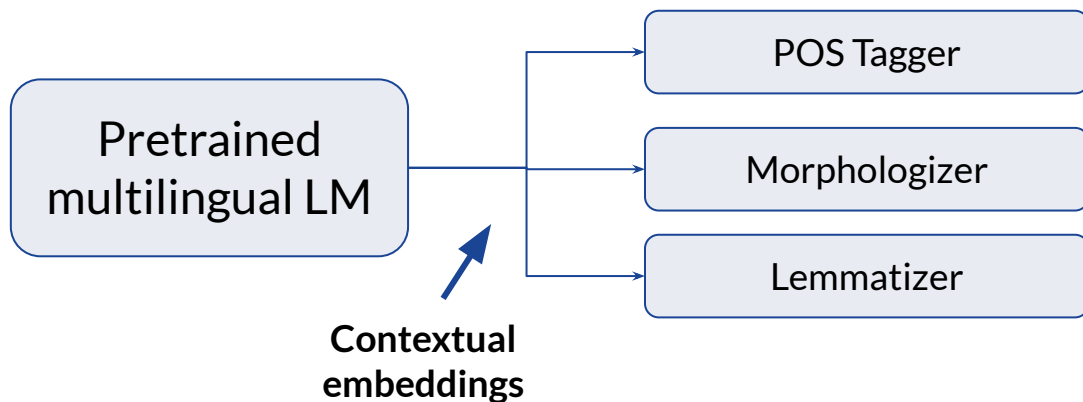 Pretrained
multilingual LM
POS Tagger
Morphologizer
Lemmatizer
Contextual
embeddings